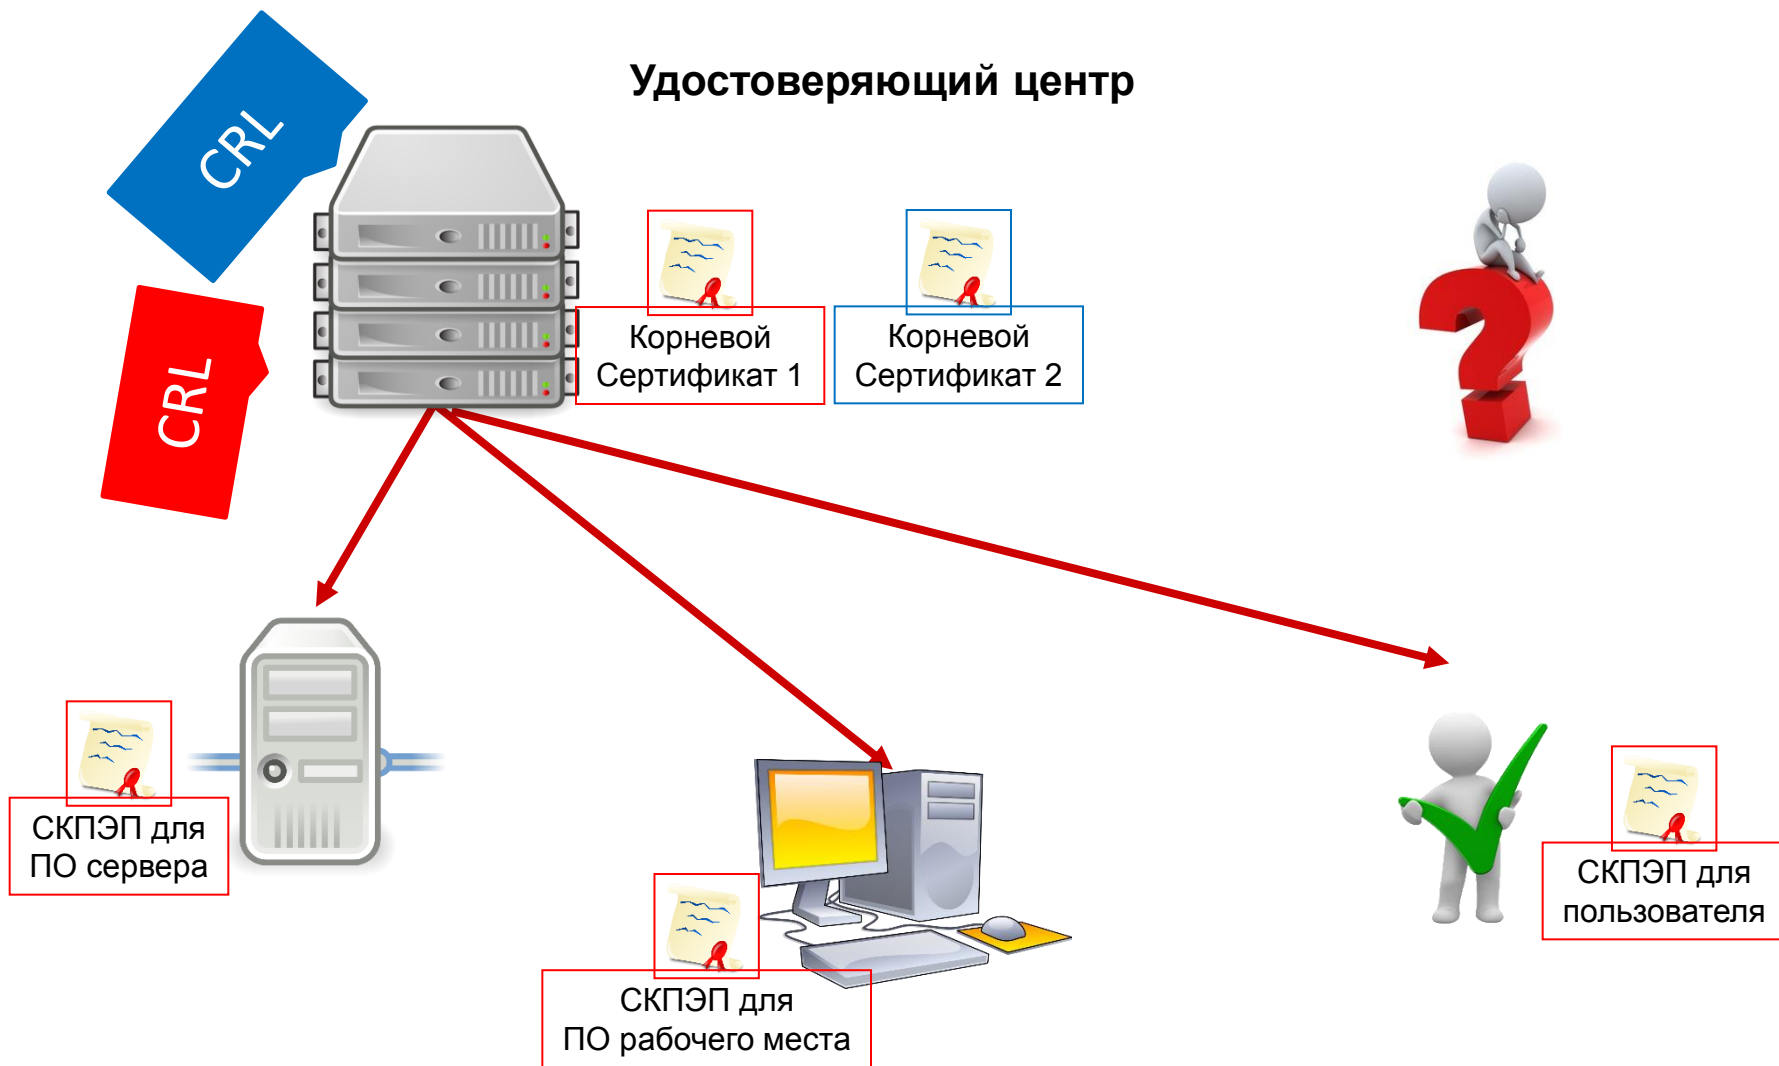 Удостоверяющий центр
CRL
CRL
Корневой
Сертификат 1
Корневой
Сертификат 2
СКПЭП для
ПО сервера
СКПЭП для
ПО рабочего места
СКПЭП для
пользователя